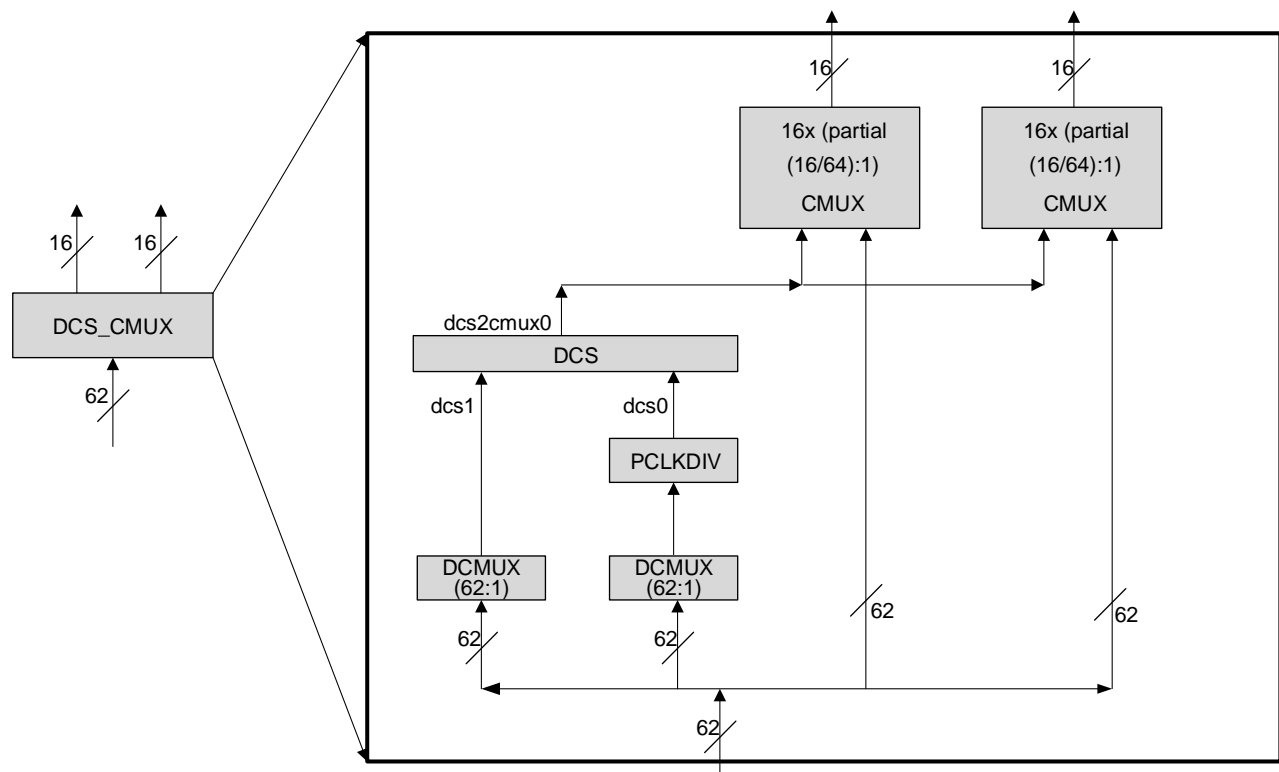 16
16
16x (partial
(16/64):1)
CMUX
16x (partial
(16/64):1)
CMUX
16
16
DCS_CMUX
62
dcs2cmux0
DCS
dcs1
dcs0
PCLKDIV
DCMUX
(62:1)
DCMUX
(62:1)
62
62
62
62
62